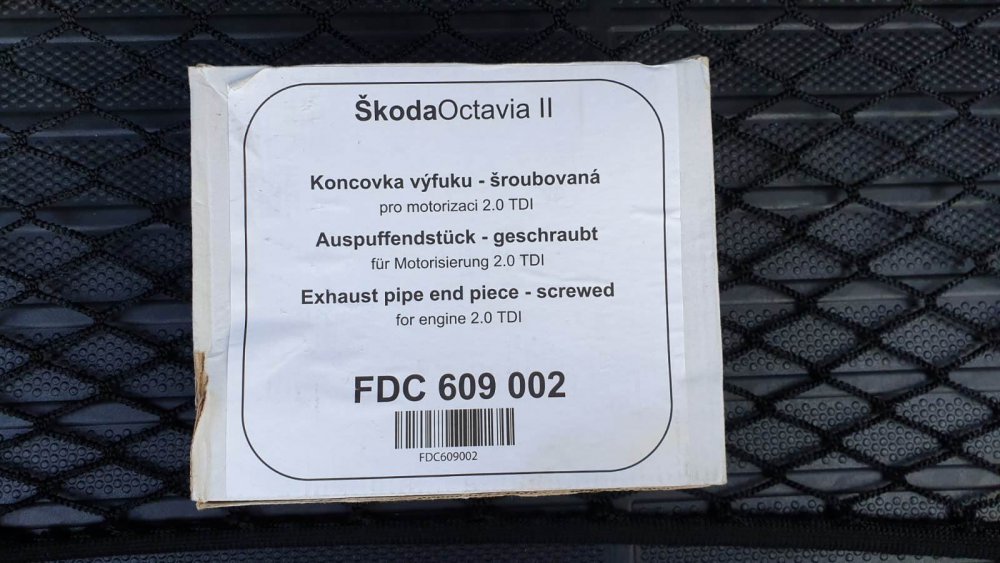 ŠkodaOctavia II
Koncovka výfuku - šroubovaná
pro motorizaci 2.0 TDI
Auspuffendstück - geschraubt
für Motorisierung 2.0 TDI
Exhaust pipe end piece - screwed
for engine 2.0 TDI
FDC 609 002
FDC609002